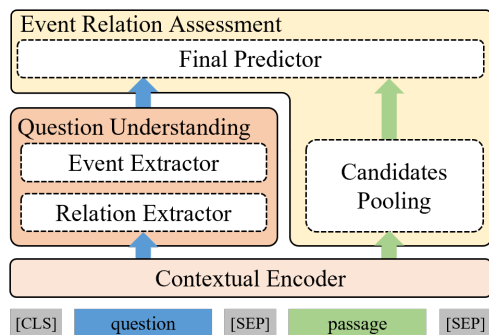 Event Relation Assessment
Final Predictor
Question Understanding
Event Extractor
Relation Extractor
Candidates
Pooling
Contextual Encoder
[CLS] question [SEP] passage [SEP]